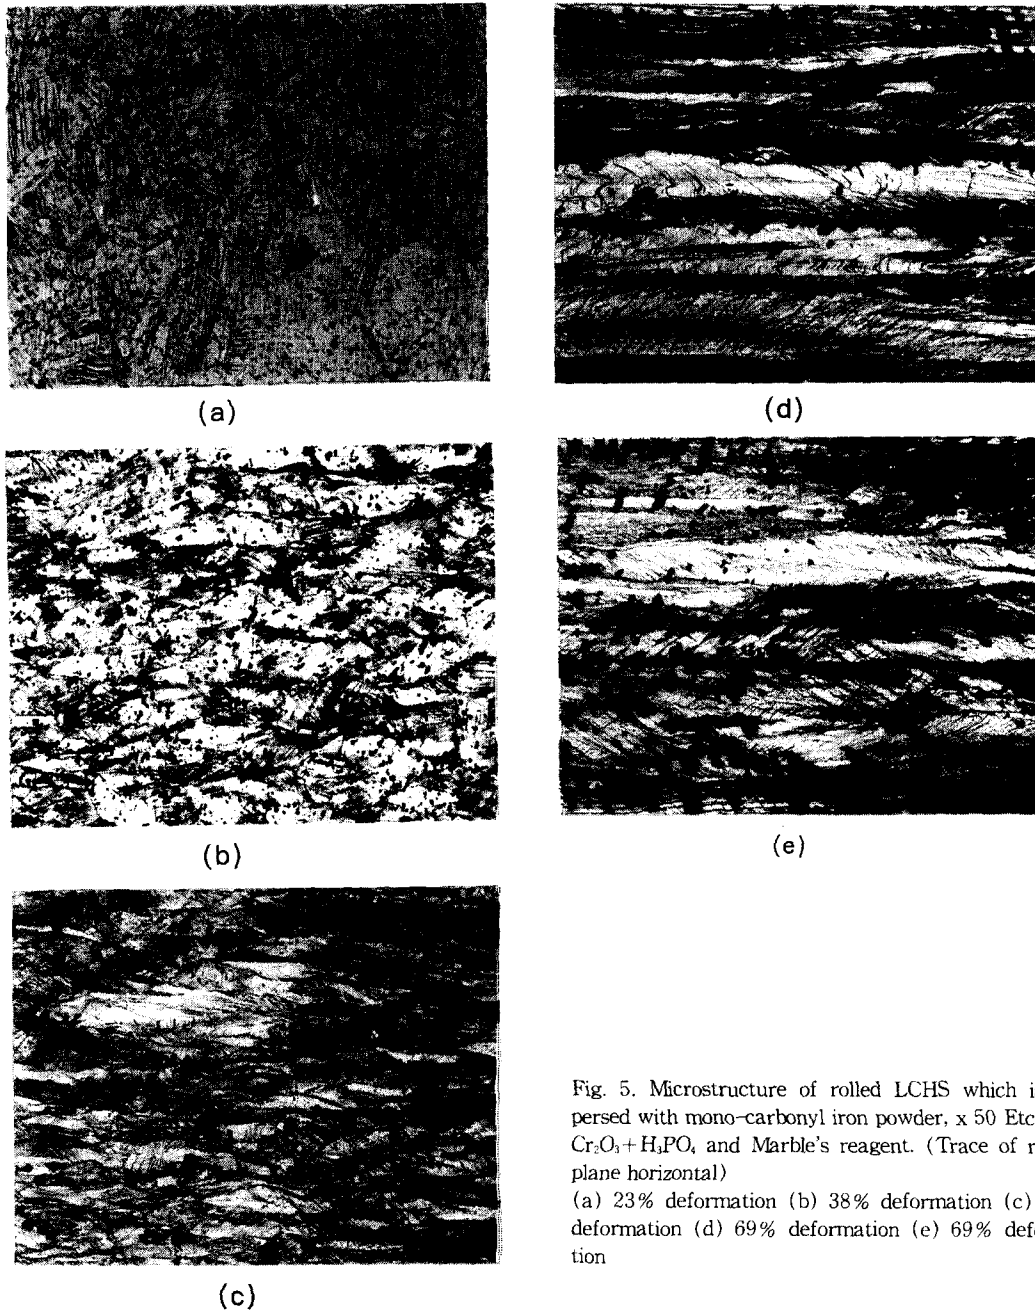 (a)
(d)
(b)
(e)
(c)
Fig. 5. Microstructure of rolled LCHS which i
persed with mono-carbonyl iron powder, x 50 Etc
Cr₂O₃+H₃PO₄ and Marble's reagent. (Trace of r
plane horizontal)
(a) 23% deformation (b) 38% deformation (c)
deformation (d) 69% deformation (e) 69% defo
tion